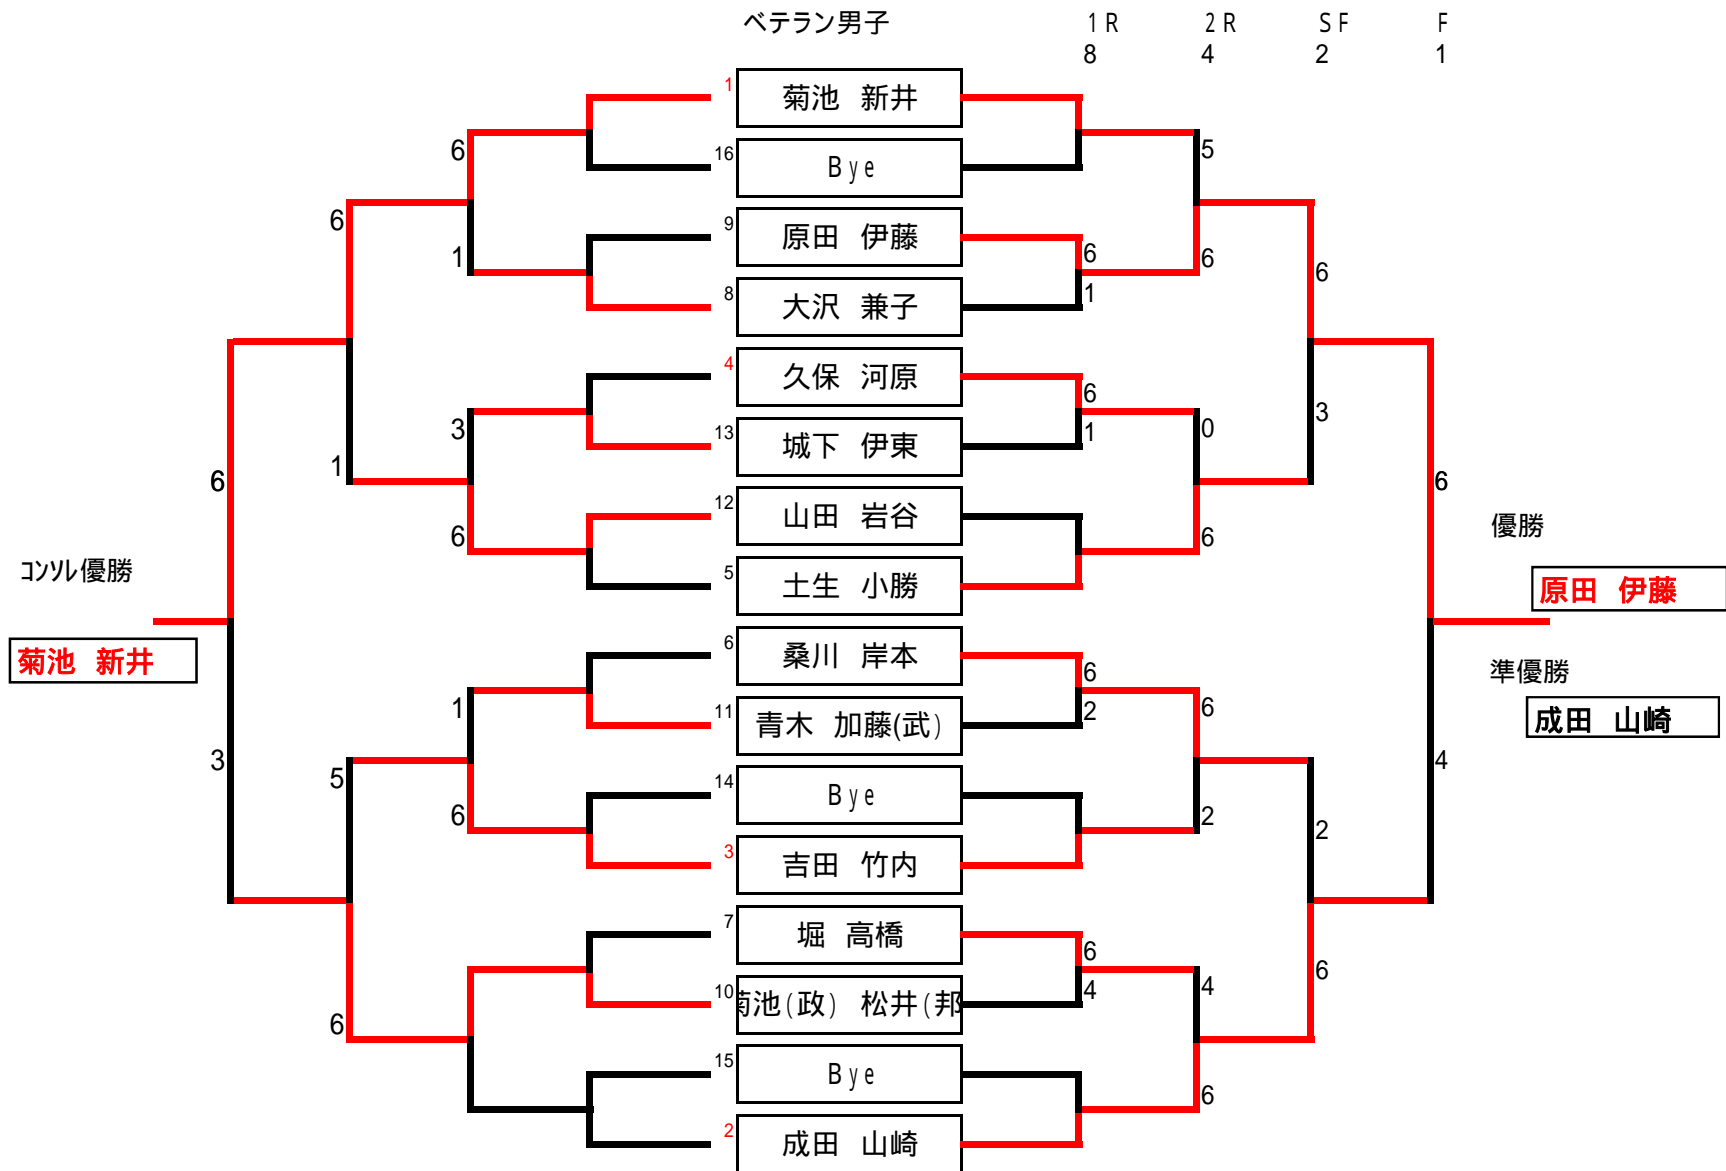 ベテラン男子 1R 2R SF F
8 4 2 1
1 菊池 新井
6 16 Bye 5
6 9 原田 伊藤 6
1 6 6
8 大沢 兼子 1
4 久保 河原 6
3 13 城下 伊東 1 0 3
6 1 6
12 山田 岩谷
6 6
コンソレ優勝 5 土生 小勝 優勝
原田 伊藤
菊池 新井 6 桑川 岸本 6 準優勝
1 11 青木 加藤(武) 2 6 成田 山崎
3 5 14 Bye 4
6 2 2
3 吉田 竹内
7 堀 高橋 6
6 10 菊池(政) 松井(邦 4 4 6
15 Bye
6
2 成田 山崎